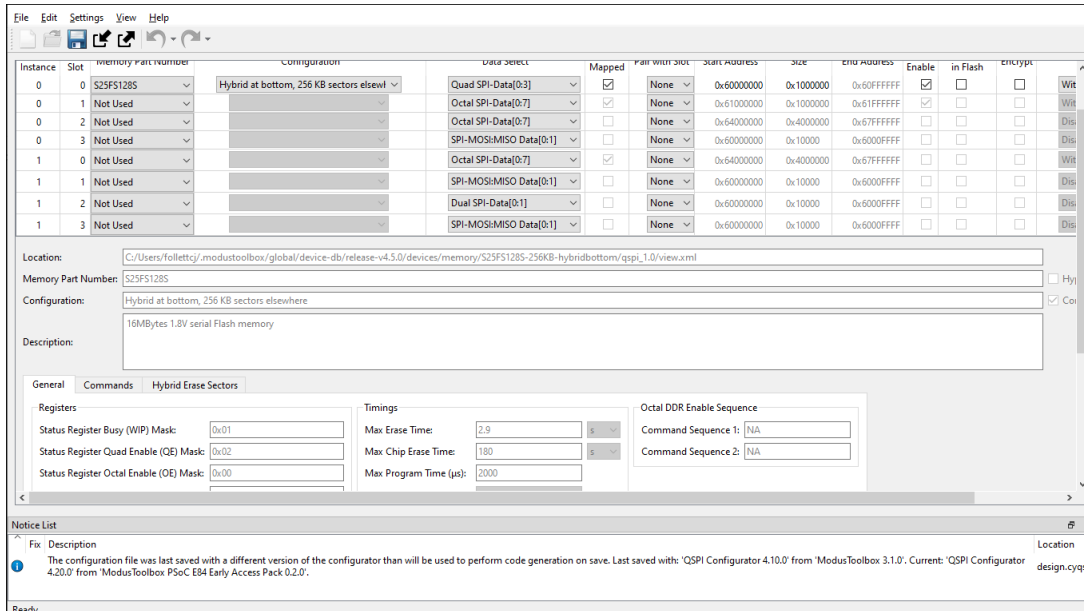 File Edit Settings View Help
Instance Slot Memory Part Number Configuration Data Select Mapped Pair with Slot Start Address Size End Address Enable in Flash Encrypt
0 0 S25FS128S Hybrid at bottom, 256 KB sectors elsewl Quad SPI-Data[0:3] None 0x60000000 0x1000000 0x60FFFFFF Wit
0 1 Not Used Octal SPI-Data[0:7] None 0x61000000 0x1000000 0x61FFFFFF Wit
0 2 Not Used Octal SPI-Data[0:7] None 0x64000000 0x4000000 0x67FFFFFF Disa
0 3 Not Used SPI-MOSI:MISO Data[0:1] None 0x60000000 0x10000 0x6000FFFF Disa
1 0 Not Used Octal SPI-Data[0:7] None 0x64000000 0x4000000 0x67FFFFFF Wit
1 1 Not Used SPI-MOSI:MISO Data[0:1] None 0x60000000 0x10000 0x6000FFFF Disa
1 2 Not Used Dual SPI-Data[0:1] None 0x60000000 0x10000 0x6000FFFF Disa
1 3 Not Used SPI-MOSI:MISO Data[0:1] None 0x60000000 0x10000 0x6000FFFF Disa
Location: C:/Users/follettcj/.modustoolbox/global/device-db/release-v4.5.0/devices/memory/S25FS128S-256KB-hybridbottom/qspi_1.0/view.xml
Memory Part Number: S25FS128S Hyp
Configuration: Hybrid at bottom, 256 KB sectors elsewhere Con
Description: 16MBytes 1.8V serial Flash memory
General Commands Hybrid Erase Sectors
Registers Timings Octal DDR Enable Sequence
Status Register Busy (WIP) Mask: 0x01 Max Erase Time: 2.9 s Command Sequence 1: NA
Status Register Quad Enable (QE) Mask: 0x02 Max Chip Erase Time: 180 s Command Sequence 2: NA
Status Register Octal Enable (OE) Mask: 0x00 Max Program Time (µs): 2000
Notice List
Fix Description Location
The configuration file was last saved with a different version of the configurator than will be used to perform code generation on save. Last saved with: 'QSPI Configurator 4.10.0' from 'ModusToolbox 3.1.0'. Current: 'QSPI Configurator
4.20.0' from 'ModusToolbox PSoC E84 Early Access Pack 0.2.0'. design.cyqs
Ready